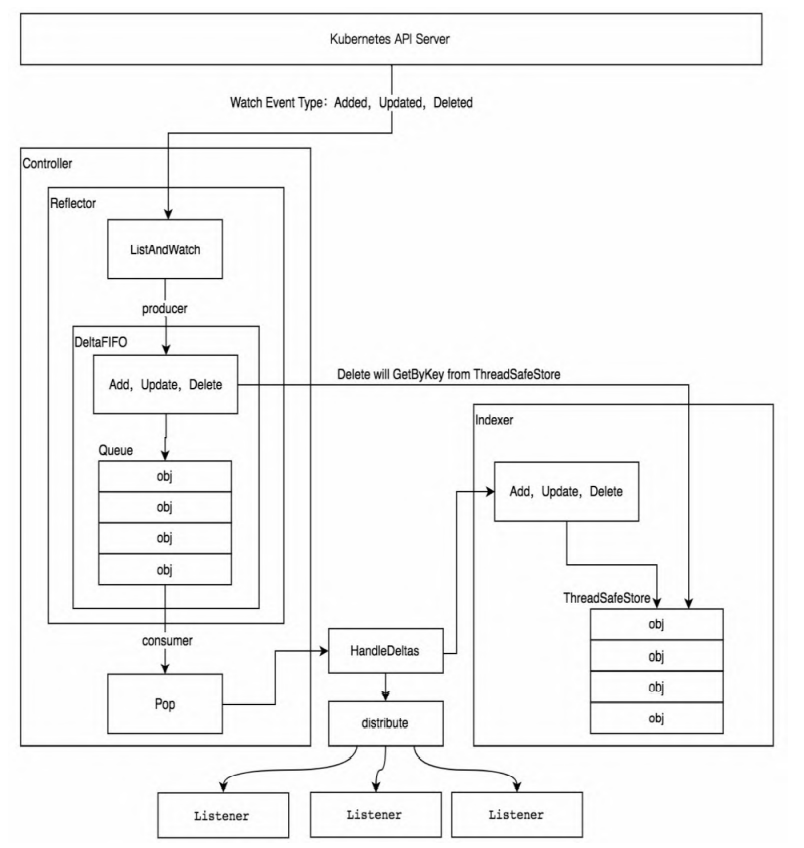 Kubernetes API Server
Watch Event Type: Added, Updated, Deleted
Controller
Reflector
ListAndWatch
producer
DeltaFIFO
Add, Update, Delete
Delete will GetByKey from ThreadSafeStore
Queue
obj
obj
obj
obj
consumer
Pop
HandleDeltas
distribute
Listener
Listener
Listener
Indexer
Add, Update, Delete
ThreadSafeStore
obj
obj
obj
obj